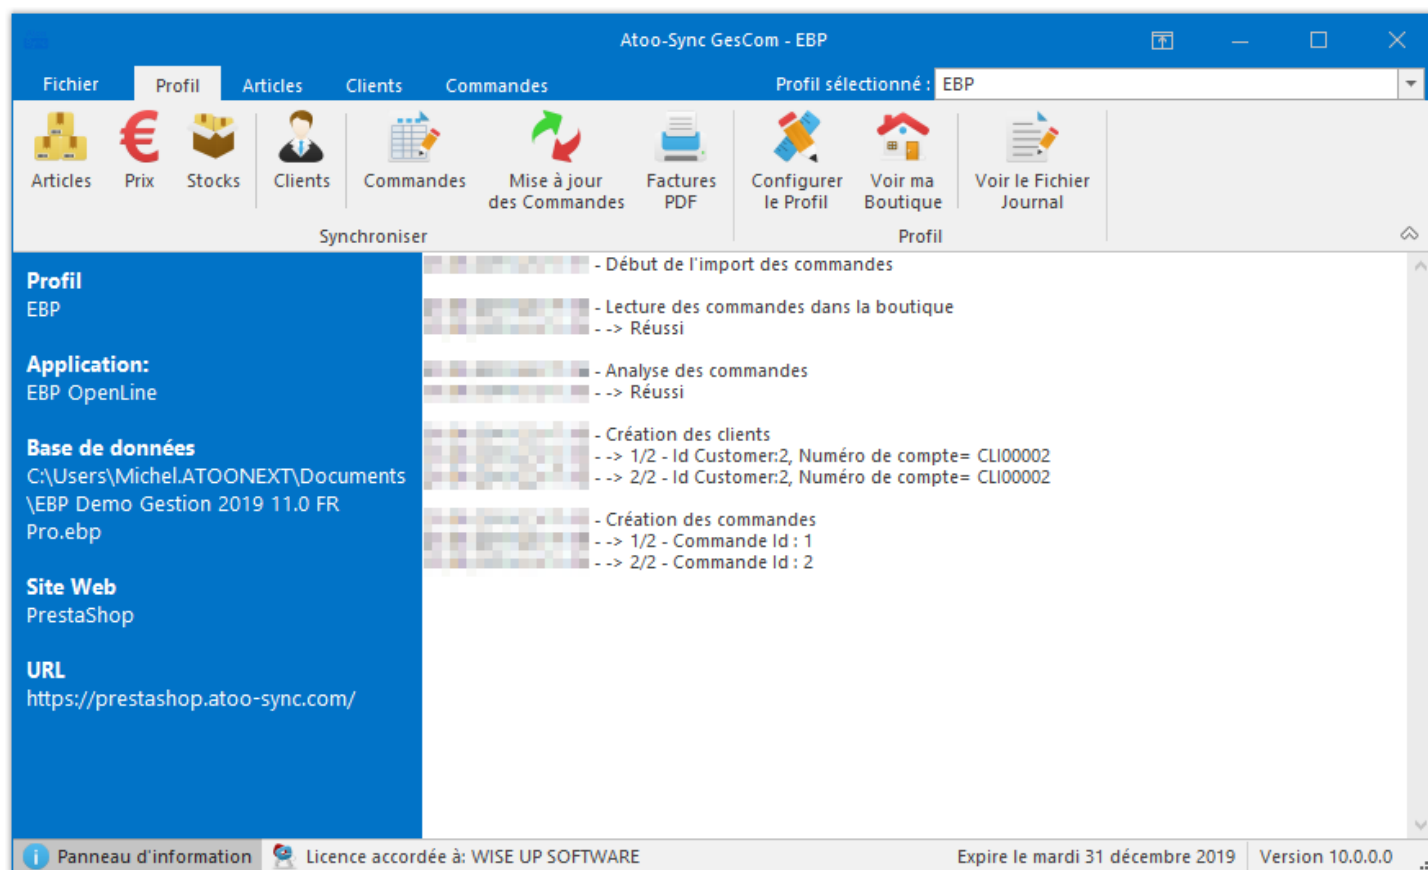 Atoo-Sync GesCom - EBP
Fichier Profil Articles Clients Commandes Profil sélectionné : EBP
Articles Prix Stocks Clients Commandes Mise à jour des Commandes Factures PDF Configurer le Profil Voir ma Boutique Voir le Fichier Journal
Synchroniser Profil
Profil
EBP
Application:
EBP OpenLine
Base de données
C:\Users\Michel.ATOONEXT\Documents
\EBP Demo Gestion 2019 11.0 FR
Pro.ebp
Site Web
PrestaShop
URL
https://prestashop.atoo-sync.com/
- Début de l'import des commandes
- Lecture des commandes dans la boutique
- --> Réussi
- Analyse des commandes
- --> Réussi
- Création des clients
- --> 1/2 - Id Customer:2, Numéro de compte= CLI00002
- --> 2/2 - Id Customer:2, Numéro de compte= CLI00002
- Création des commandes
- --> 1/2 - Commande Id : 1
- --> 2/2 - Commande Id : 2
Panneau d'information Licence accordée à: WISE UP SOFTWARE Expire le mardi 31 décembre 2019 Version 10.0.0.0